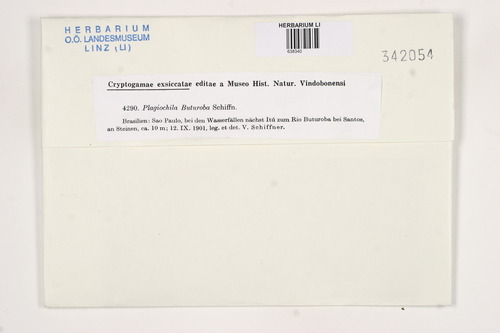 HERBARIUM
O.Ö. LANDESMUSEUM
LINZ (LI)
HERBARIUM LI
638340
342054
Cryptogamae exsiccatae editae a Museo Hist. Natur. Vindobonensi
4290. Plagiochila Buturoba Schiffn.
Brasilien: Sao Paulo, bei den Wasserfällen nächst Itú zum Rio Buturoba bei Santos,
an Steinen, ca. 10 m; 12. IX. 1901, leg. et det. V. Schiffner.